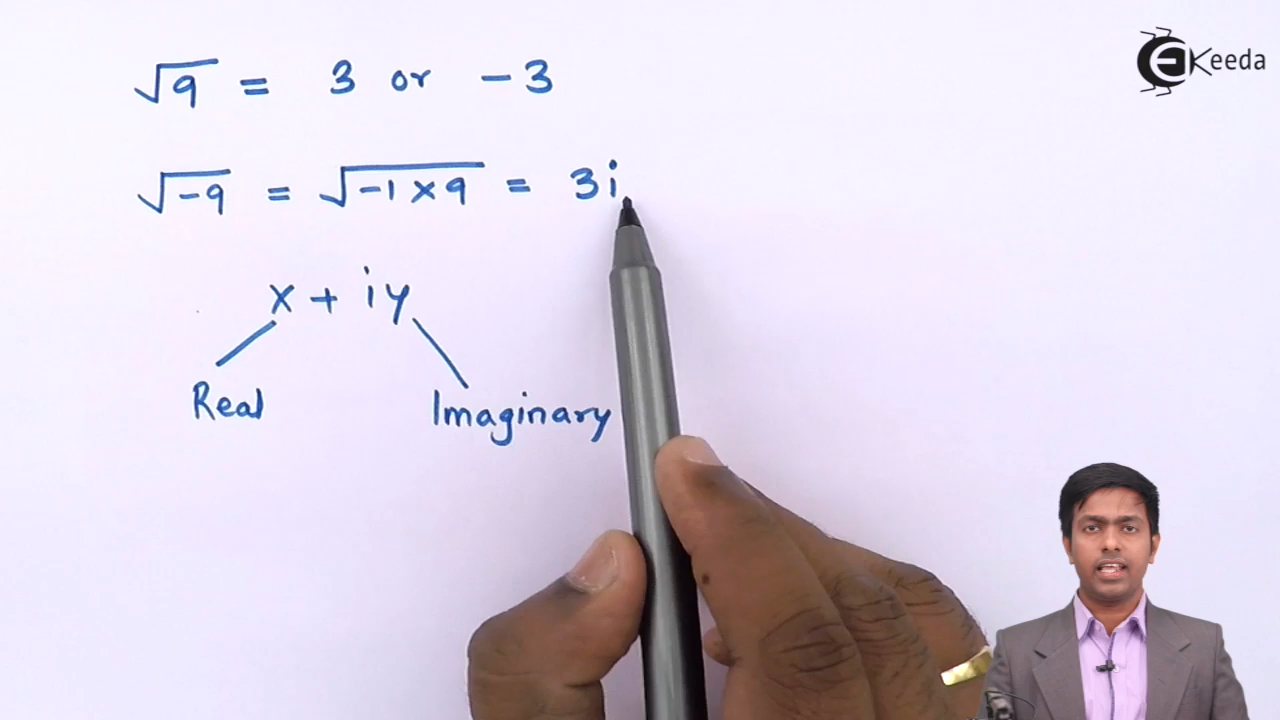 √9 = 3 or -3
EKeeda
√-9 = √-1×9 = 3i
x + iy
Real
Imaginary